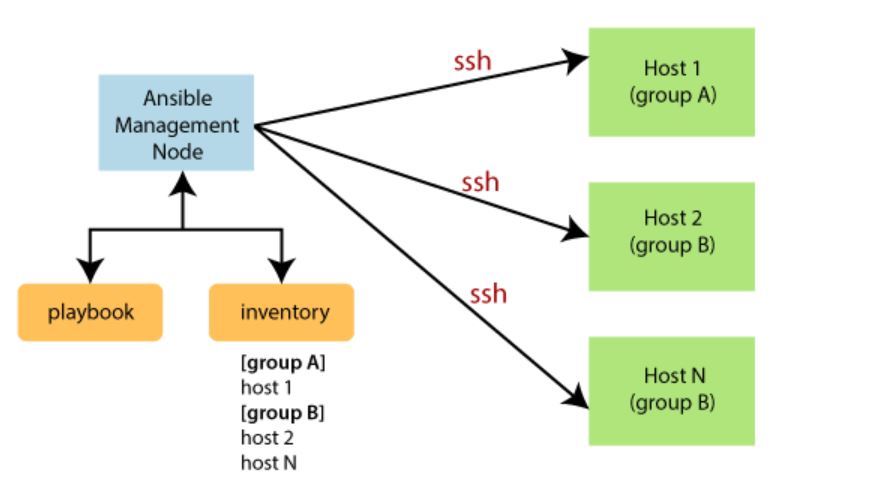 Ansible
Management
Node
ssh
ssh
ssh
Host 1
(group A)
Host 2
(group B)
Host N
(group B)
playbook
inventory
[group A]
host 1
[group B]
host 2
host N